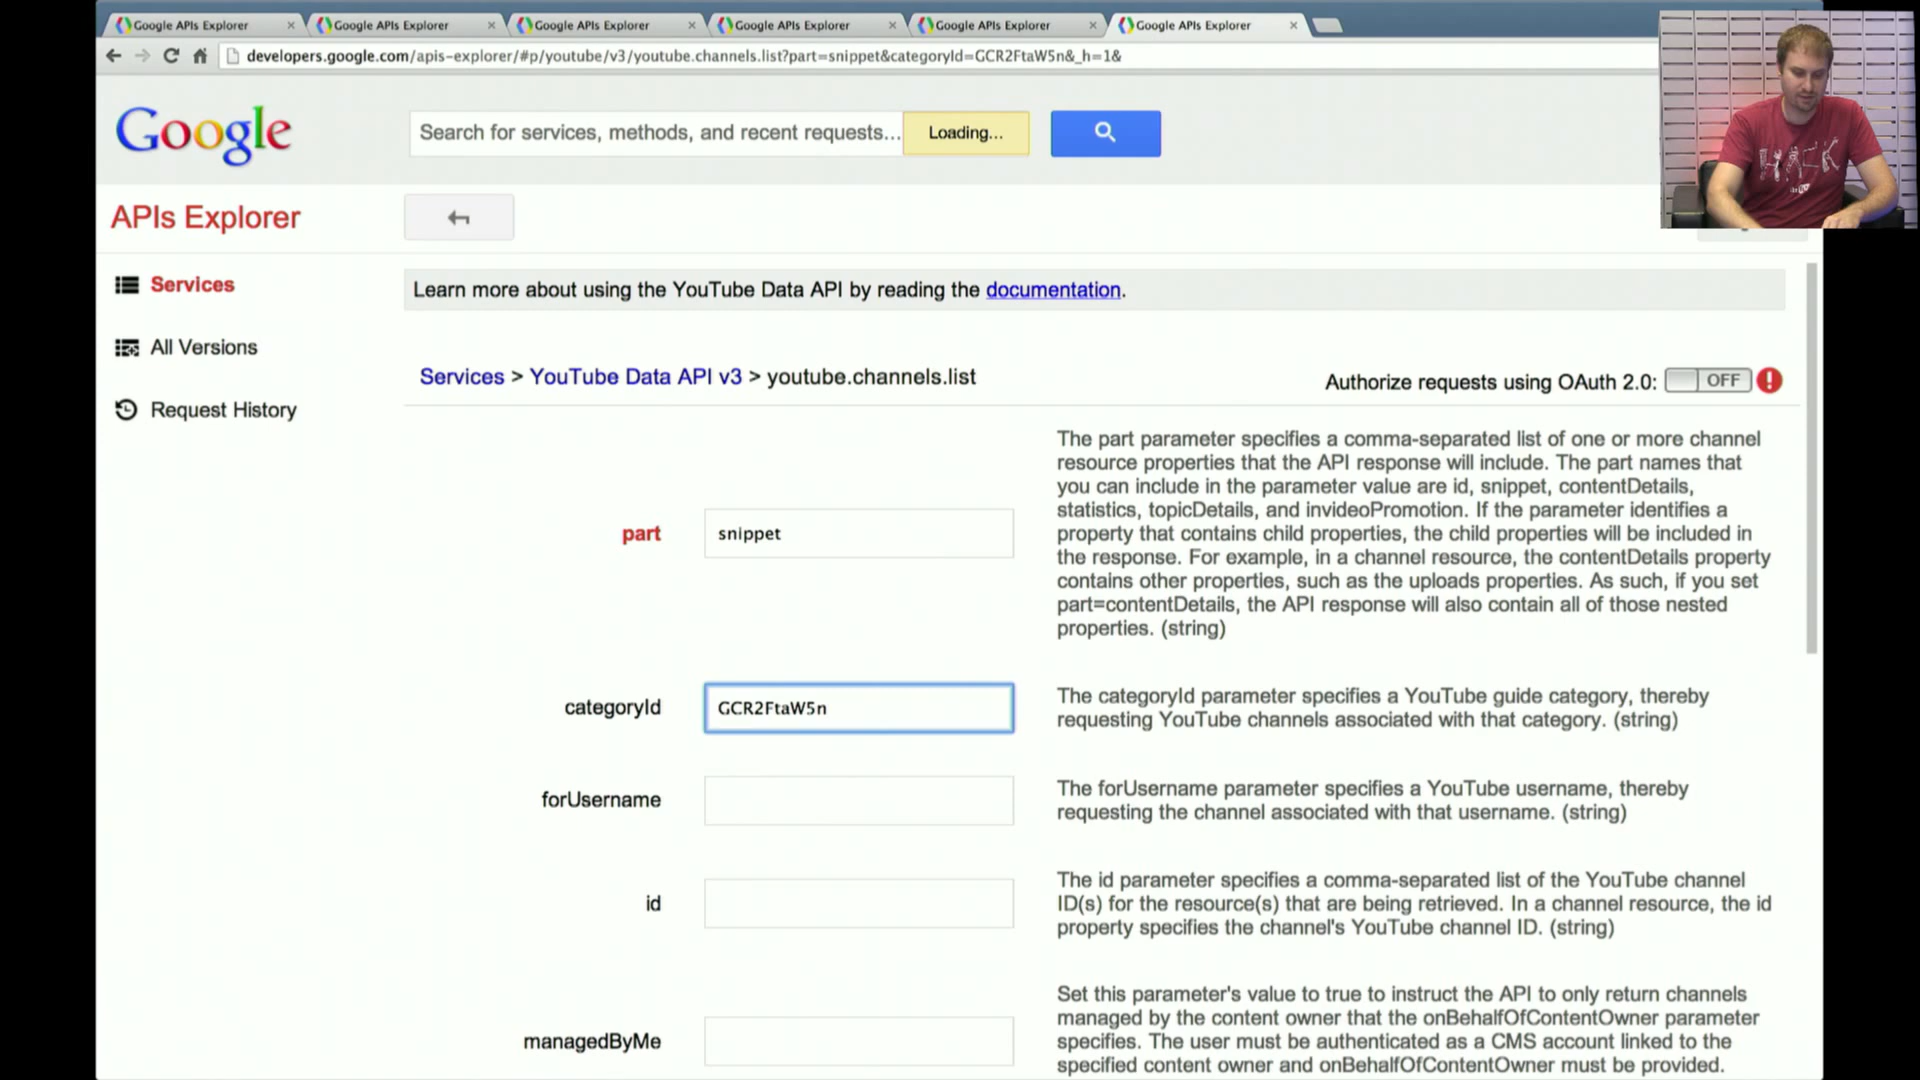 Google APIs Explorer Google APIs Explorer Google APIs Explorer Google APIs Explorer Google APIs Explorer Google APIs Explorer
developers.google.com/apis-explorer/#p/youtube/v3/youtube.channels.list?part=snippet&categoryId=GCR2FtaW5n&_h=1&
Google
Search for services, methods, and recent requests...
Loading...
HACK
APIs Explorer
Services
All Versions
Request History
Learn more about using the YouTube Data API by reading the documentation.
Services > YouTube Data API v3 > youtube.channels.list
Authorize requests using OAuth 2.0: OFF
part
snippet
The part parameter specifies a comma-separated list of one or more channel
resource properties that the API response will include. The part names that
you can include in the parameter value are id, snippet, contentDetails,
statistics, topicDetails, and invideoPromotion. If the parameter identifies a
property that contains child properties, the child properties will be included in
the response. For example, in a channel resource, the contentDetails property
contains other properties, such as the uploads properties. As such, if you set
part=contentDetails, the API response will also contain all of those nested
properties. (string)
categoryId
GCR2FtaW5n
The categoryId parameter specifies a YouTube guide category, thereby
requesting YouTube channels associated with that category. (string)
forUsername
The forUsername parameter specifies a YouTube username, thereby
requesting the channel associated with that username. (string)
id
The id parameter specifies a comma-separated list of the YouTube channel
ID(s) for the resource(s) that are being retrieved. In a channel resource, the id
property specifies the channel's YouTube channel ID. (string)
managedByMe
Set this parameter's value to true to instruct the API to only return channels
managed by the content owner that the onBehalfOfContentOwner parameter
specifies. The user must be authenticated as a CMS account linked to the
specified content owner and onBehalfOfContentOwner must be provided.